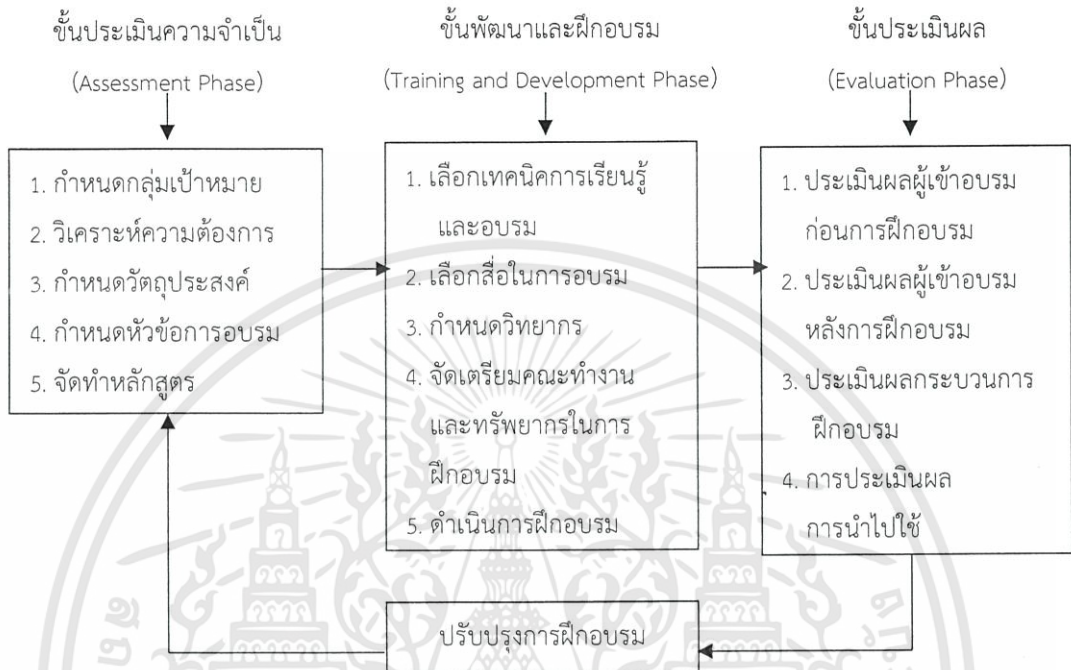 ขั้นประเมินความจำเป็น
(Assessment Phase)
1. กำหนดกลุ่มเป้าหมาย
2. วิเคราะห์ความต้องการ
3. กำหนดวัตถุประสงค์
4. กำหนดหัวข้อการอบรม
5. จัดทำหลักสูตร
ขั้นพัฒนาและฝึกอบรม
(Training and Development Phase)
1. เลือกเทคนิคการเรียนรู้
และอบรม
2. เลือกสื่อในการอบรม
3. กำหนดวิทยากร
4. จัดเตรียมคณะทำงาน
และทรัพยากรในการ
ฝึกอบรม
5. ดำเนินการฝึกอบรม
ขั้นประเมินผล
(Evaluation Phase)
1. ประเมินผลผู้เข้าอบรม
ก่อนการฝึกอบรม
2. ประเมินผลผู้เข้าอบรม
หลังการฝึกอบรม
3. ประเมินผลกระบวนการ
ฝึกอบรม
4. การประเมินผล
การนำไปใช้
ปรับปรุงการฝึกอบรม